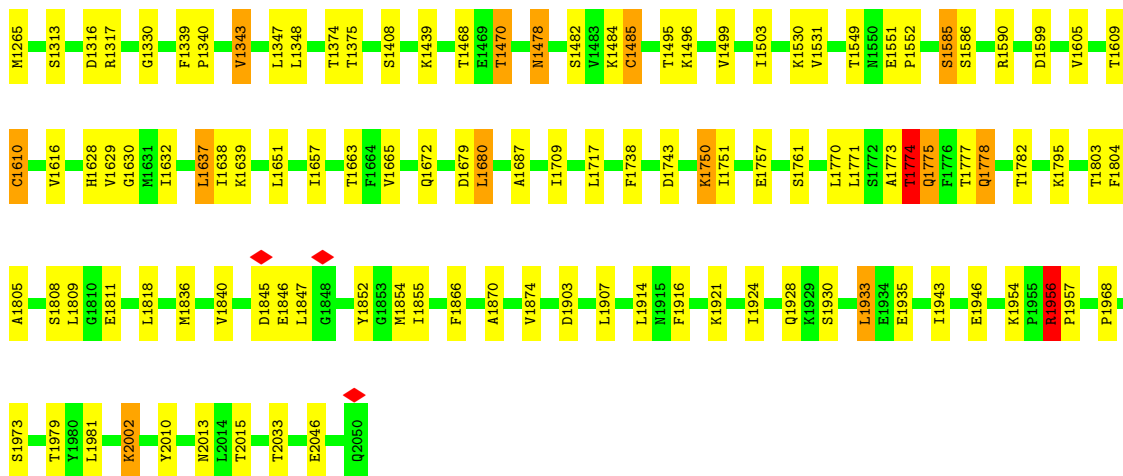 M1265 S1313 D1316 R1317 G1330 F1339 P1340 V1343 L1347 L1348 T1374 T1375 S1408 K1439 T1468 E1469 T1470 N1478 S1482 V1483 K1484 C1485 T1495 K1496 V1499 I1503 K1530 V1531 T1549 N1550 E1551 P1552 S1585 S1586 R1590 D1599 V1605 T1609
C1610 V1616 H1628 V1629 G1630 M1631 I1632 L1637 I1638 K1639 L1651 I1657 T1663 F1664 V1665 Q1672 D1679 L1680 A1687 I1709 L1717 F1738 D1743 K1750 I1751 E1757 S1761 L1770 L1771 S1772 A1773 T1774 Q1775 F1776 T1777 Q1778 T1782 K1795 T1803 F1804
A1805 S1808 L1809 G1810 E1811 L1818 M1836 V1840 D1845 E1846 L1847 G1848 Y1852 G1853 M1854 I1855 F1866 A1870 V1874 D1903 L1907 L1914 N1915 F1916 K1921 I1924 Q1928 K1929 S1930 L1933 E1934 E1935 I1943 E1946 K1954 P1955 R1956 P1957 P1968
S1973 T1979 Y1980 L1981 K2002 Y2010 N2013 L2014 T2015 T2033 E2046 Q2050